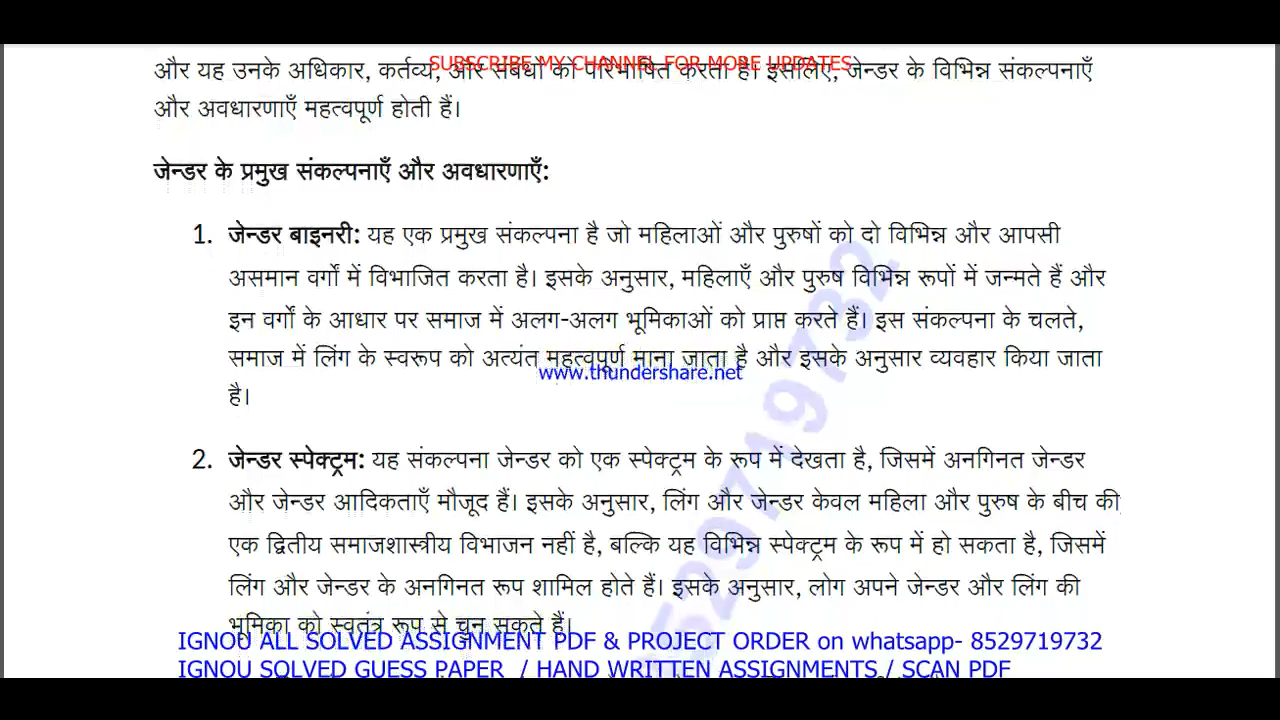 SUBSCRIBE MY CHANNEL FOR MORE UPDATES
और यह उनके अधिकार, कर्तव्य, और संबंधों को परिभाषित करता है। इसलिए, जेन्डर के विभिन्न संकल्पनाएँ
और अवधारणाएँ महत्वपूर्ण होती हैं।
जेन्डर के प्रमुख संकल्पनाएँ और अवधारणाएँ:
1. जेन्डर बाइनरी: यह एक प्रमुख संकल्पना है जो महिलाओं और पुरुषों को दो विभिन्न और आपसी
असमान वर्गों में विभाजित करता है। इसके अनुसार, महिलाएँ और पुरुष विभिन्न रूपों में जन्मते हैं और
इन वर्गों के आधार पर समाज में अलग-अलग भूमिकाओं को प्राप्त करते हैं। इस संकल्पना के चलते,
समाज में लिंग के स्वरूप को अत्यंत महत्वपूर्ण माना जाता है और इसके अनुसार व्यवहार किया जाता
www.thundershare.net
है।
2. जेन्डर स्पेक्ट्रम: यह संकल्पना जेन्डर को एक स्पेक्ट्रम के रूप में देखता है, जिसमें अनगिनत जेन्डर
और जेन्डर आदिकताएँ मौजूद हैं। इसके अनुसार, लिंग और जेन्डर केवल महिला और पुरुष के बीच की
एक द्वितीय समाजशास्त्रीय विभाजन नहीं है, बल्कि यह विभिन्न स्पेक्ट्रम के रूप में हो सकता है, जिसमें
लिंग और जेन्डर के अनगिनत रूप शामिल होते हैं। इसके अनुसार, लोग अपने जेन्डर और लिंग की
भूमिका को स्वतंत्र रूप से चुन सकते हैं।
8529719732
IGNOU ALL SOLVED ASSIGNMENT PDF & PROJECT ORDER on whatsapp- 8529719732
IGNOU SOLVED GUESS PAPER / HAND WRITTEN ASSIGNMENTS / SCAN PDF